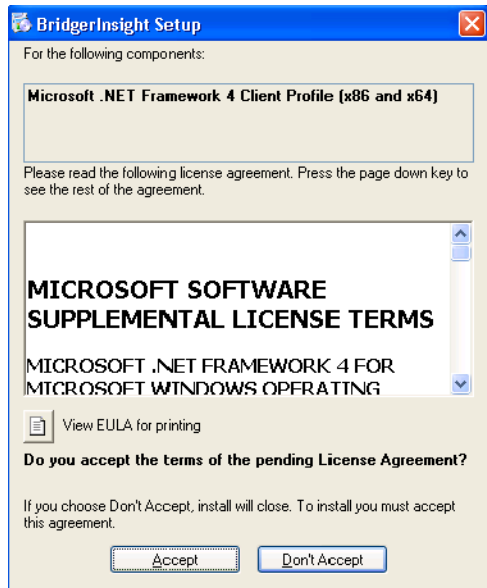 BridgerInsight Setup
For the following components:
Microsoft .NET Framework 4 Client Profile (x86 and x64)
Please read the following license agreement. Press the page down key to
see the rest of the agreement.
MICROSOFT SOFTWARE
SUPPLEMENTAL LICENSE TERMS
MICROSOFT .NET FRAMEWORK 4 FOR
MICROSOFT WINDOWS OPERATING
View EULA for printing
Do you accept the terms of the pending License Agreement?
If you choose Don't Accept, install will close. To install you must accept
this agreement.
Accept
Don't Accept